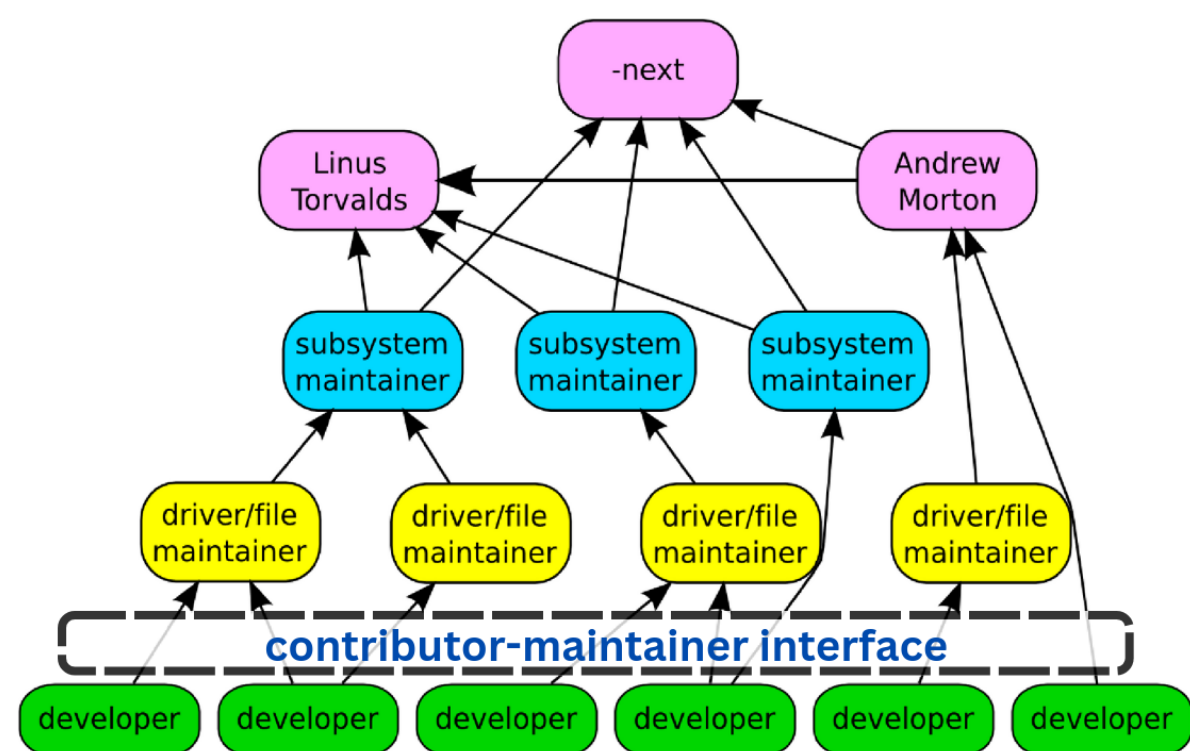 -next
Linus
Torvalds
Andrew
Morton
subsystem
maintainer
subsystem
maintainer
subsystem
maintainer
driver/file
maintainer
driver/file
maintainer
driver/file
maintainer
driver/file
maintainer
contributor-maintainer interface
developer
developer
developer
developer
developer
developer